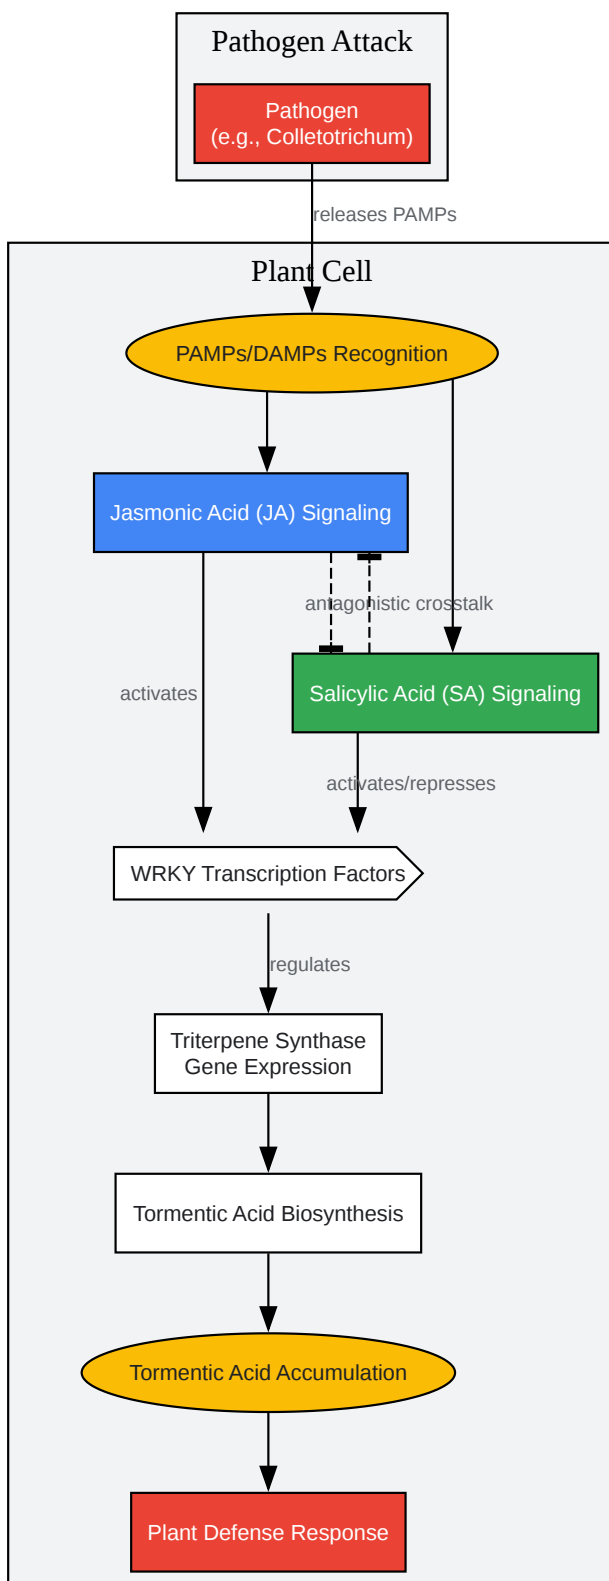 Pathogen Attack
Pathogen
(e.g., Colletotrichum)
releases PAMPs
Plant Cell
PAMPs/DAMPs Recognition
Jasmonic Acid (JA) Signaling
antagonistic crosstalk
Salicylic Acid (SA) Signaling
activates
activates/represses
WRKY Transcription Factors
regulates
Triterpene Synthase
Gene Expression
Tormentic Acid Biosynthesis
Tormentic Acid Accumulation
Plant Defense Response